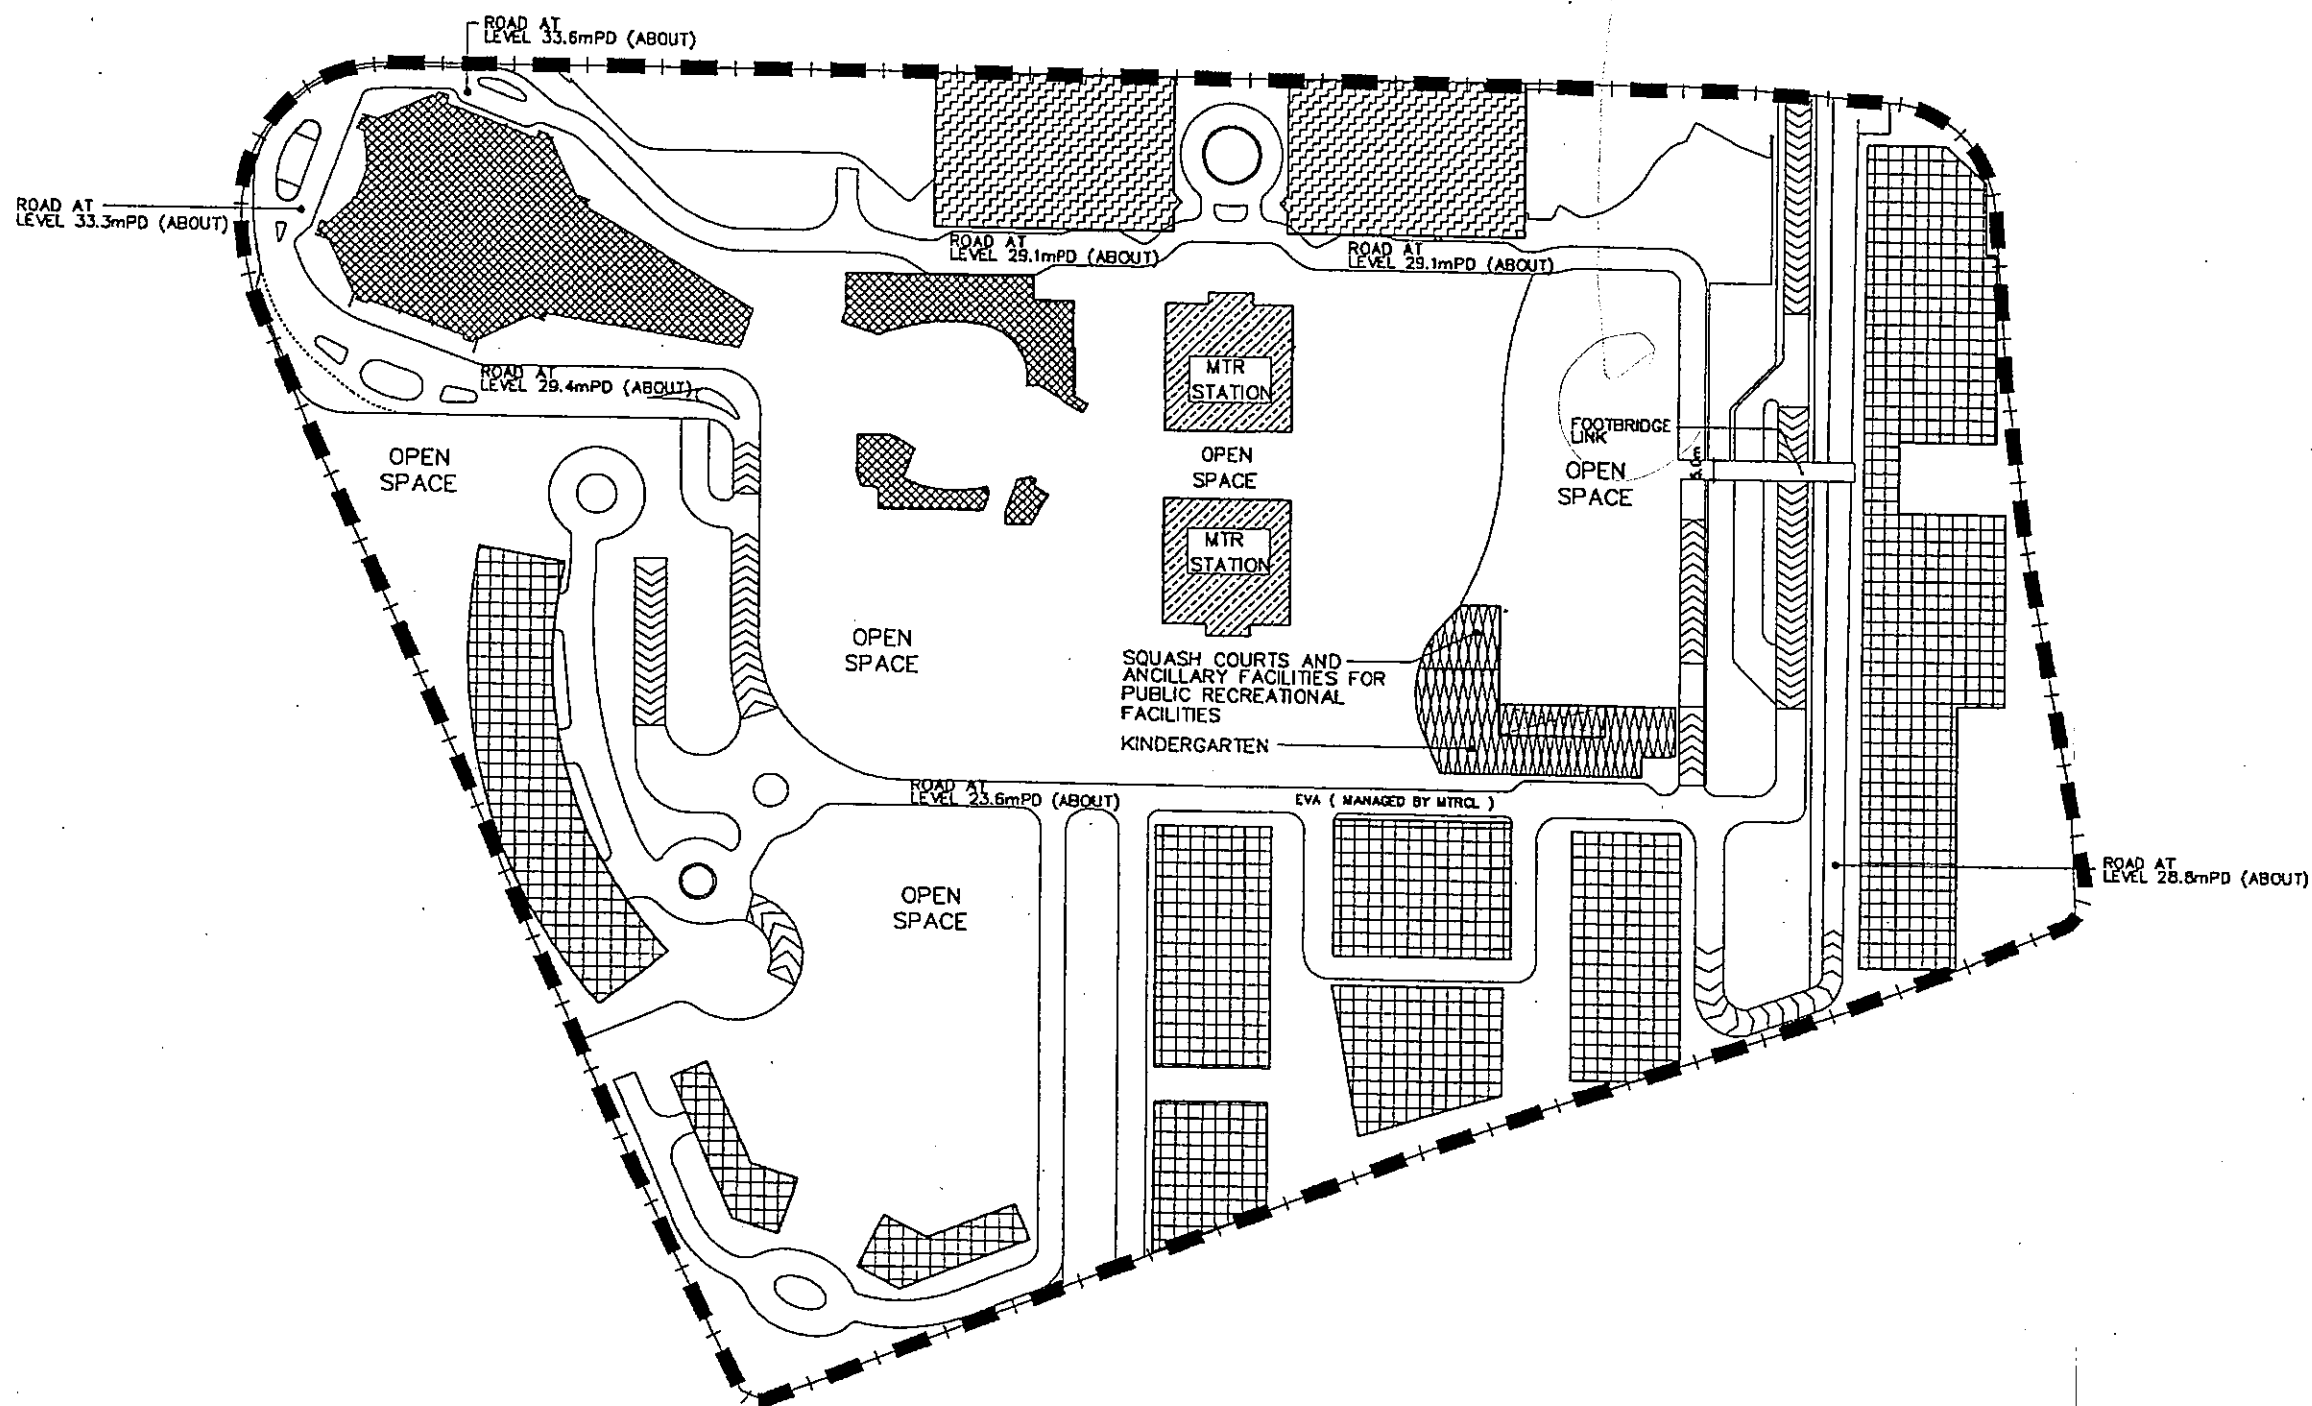 ROAD AT
LEVEL 33.6mPD (ABOUT)
ROAD AT
LEVEL 33.3mPD (ABOUT)
ROAD AT
LEVEL 29.1mPD (ABOUT)
ROAD AT
LEVEL 29.1mPD (ABOUT)
ROAD AT
LEVEL 29.4mPD (ABOUT)
MTR
STATION
FOOTBRIDGE
LINK
OPEN
SPACE
OPEN
SPACE
OPEN
SPACE
5.0m
MTR
STATION
OPEN
SPACE
SQUASH COURTS AND
ANCILLARY FACILITIES FOR
PUBLIC RECREATIONAL
FACILITIES
KINDERGARTEN
ROAD AT
LEVEL 23.6mPD (ABOUT)
EVA ( MANAGED BY MTRCL )
OPEN
SPACE
ROAD AT
LEVEL 28.8mPD (ABOUT)